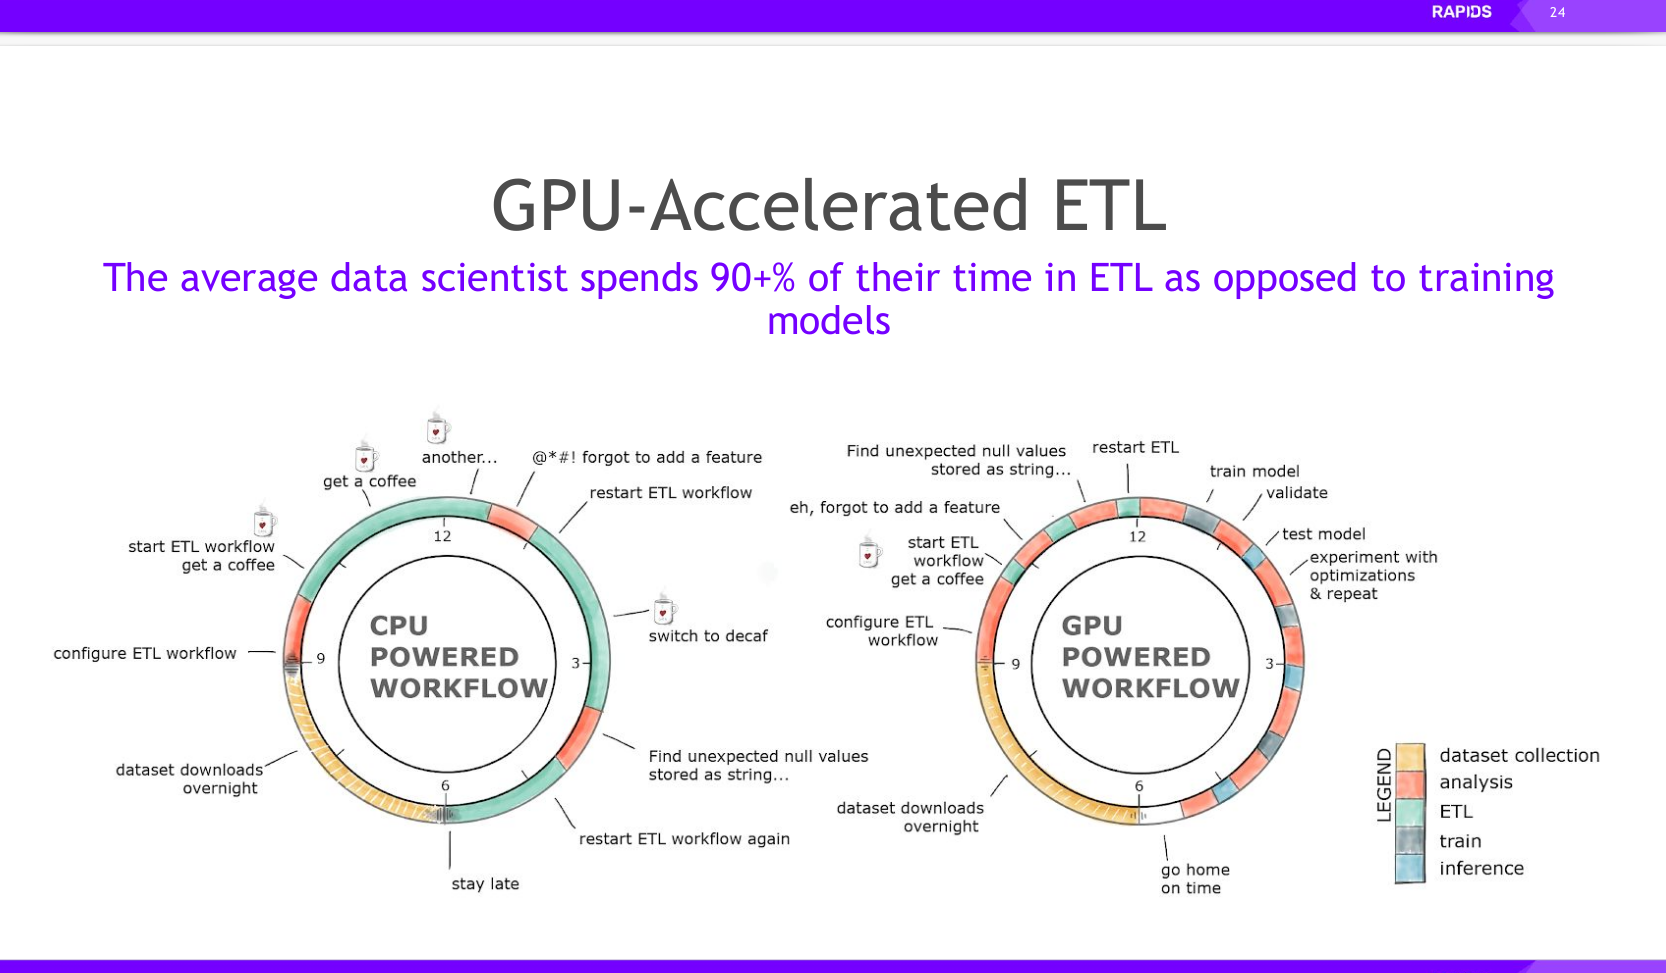 RAPIDS
24
GPU-Accelerated ETL
The average data scientist spends 90+% of their time in ETL as opposed to training
models
another...
@*#! forgot to add a feature
get a coffee
restart ETL workflow
start ETL workflow
get a coffee
12
CPU
POWERED
WORKFLOW
configure ETL workflow
9
3
switch to decaf
dataset downloads
overnight
6
Find unexpected null values
stored as string...
restart ETL workflow again
stay late
Find unexpected null values
stored as string...
restart ETL
train model
validate
eh, forgot to add a feature
12
test model
start ETL
workflow
get a coffee
experiment with
optimizations
& repeat
configure ETL
workflow
GPU
POWERED
WORKFLOW
9
3
dataset downloads
overnight
6
go home
on time
LEGEND
dataset collection
analysis
ETL
train
inference